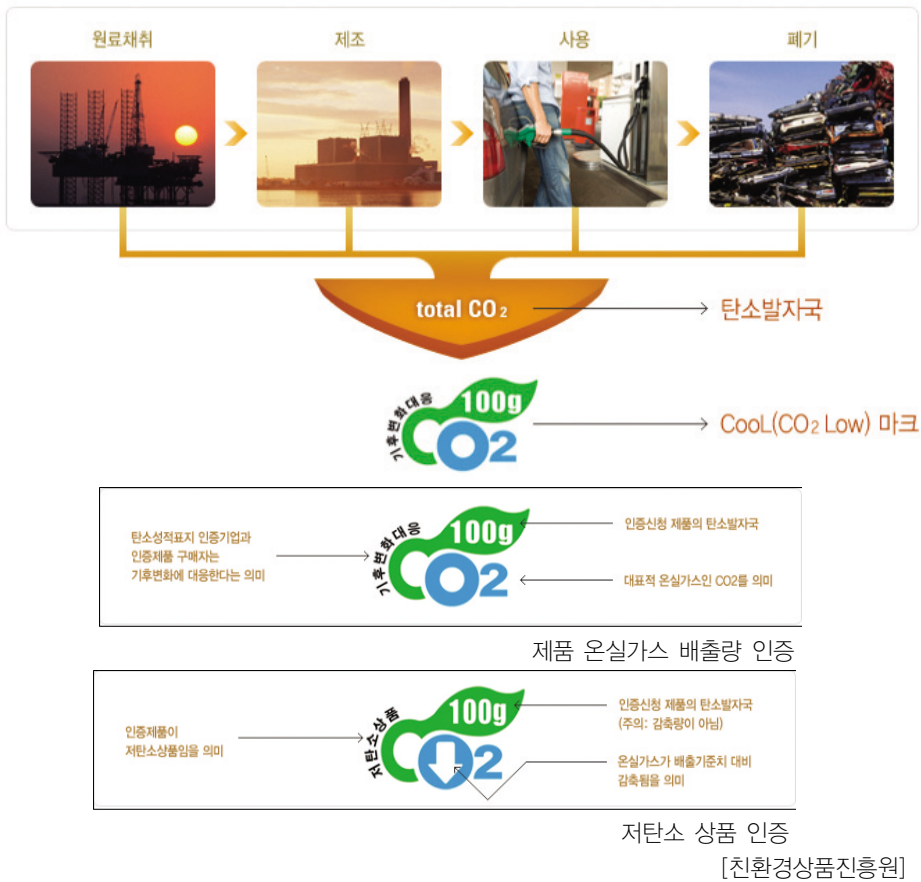 원료채취
제조
사용
폐기
total CO2
탄소발자국
기후변화대응
100g
CO2
CooL(CO2 Low) 마크
탄소성적표지 인증기업과
인증제품 구매자는
기후변화에 대응한다는 의미
기후변화대응
100g
CO2
인증신청 제품의 탄소발자국
대표적 온실가스인 CO2를 의미
제품 온실가스 배출량 인증
인증제품이
저탄소상품임을 의미
저탄소상품
100g
CO2
인증신청 제품의 탄소발자국
(주의: 감축량이 아님)
온실가스가 배출기준치 대비
감축됨을 의미
저탄소 상품 인증
[친환경상품진흥원]